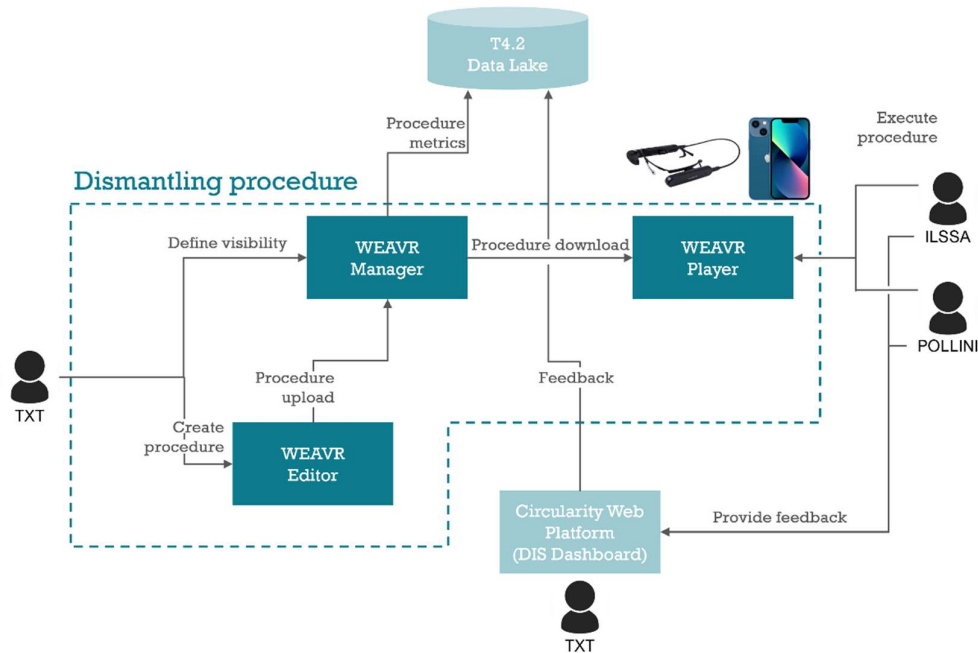 T4.2
Data Lake
Procedure
metrics
Execute
procedure
Dismantling procedure
Define visibility
WEAVR
Manager
Procedure download
WEAVR
Player
ILSSA
POLLINI
TXT
Procedure
upload
Feedback
Create
procedure
WEAVR
Editor
Circularity Web
Platform
(DIS Dashboard)
Provide feedback
TXT